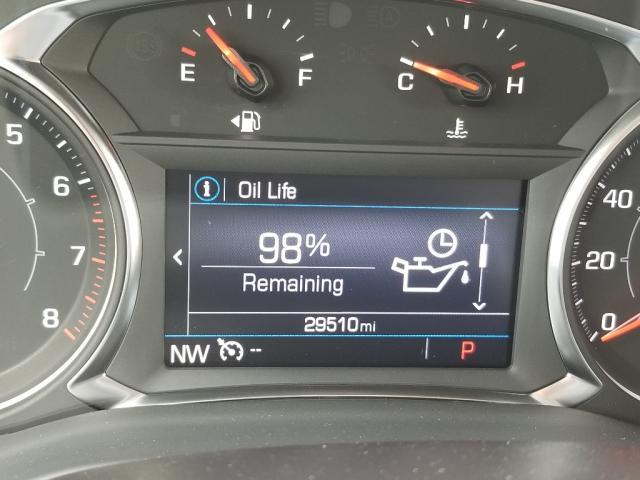 E F
C H
5
6
7
8
i Oil Life
98%
Remaining
29510mi
NW -- P
40
20
0